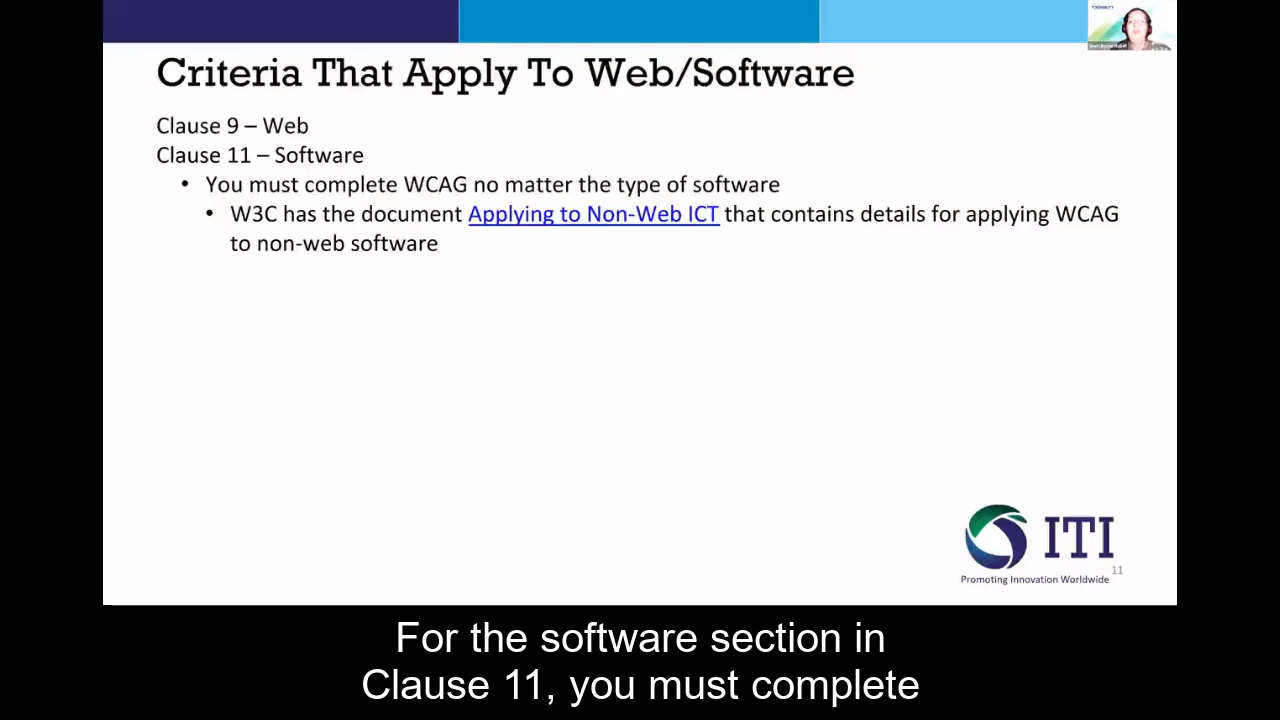 Criteria That Apply To Web/Software
Clause 9 – Web
Clause 11 – Software
• You must complete WCAG no matter the type of software
• W3C has the document Applying to Non-Web ICT that contains details for applying WCAG
to non-web software
ITI
Promoting Innovation Worldwide
11
For the software section in
Clause 11, you must complete